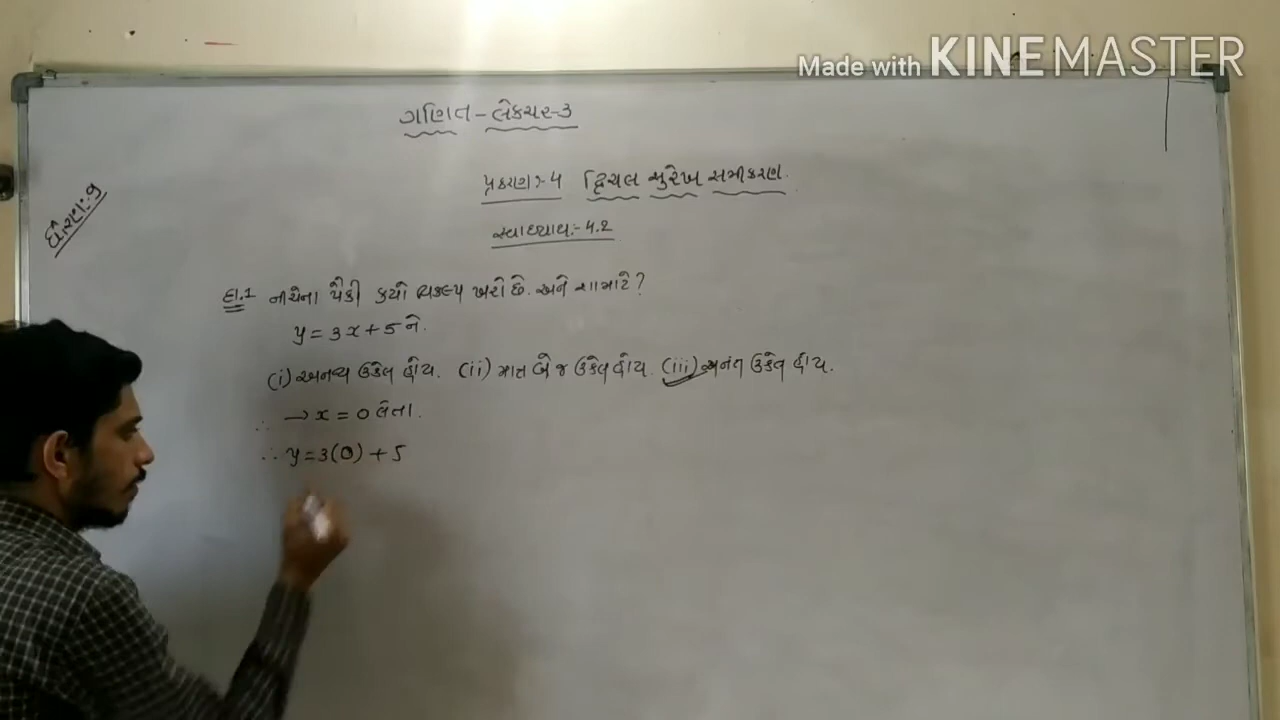 Made with KINEMASTER
ગણિત - લેક્ચર-૩
પ્રકરણ:- 4 દ્વિચલ સુરેખ સમીકરણ.
ધોરણ:-9
સ્વાધ્યાય:- 4.2
દા.1 નીચેના પૈકી કયો વિકલ્પ ખરો છે. અને શા માટે?
y = 3x + 5 ને.
(i) અનન્ય ઉકેલ હોય. (ii) માત્ર બે જ ઉકેલ હોય. (iii) અનંત ઉકેલ હોય.
∴ → x = 0 લેતા.
∴ y = 3(0) + 5